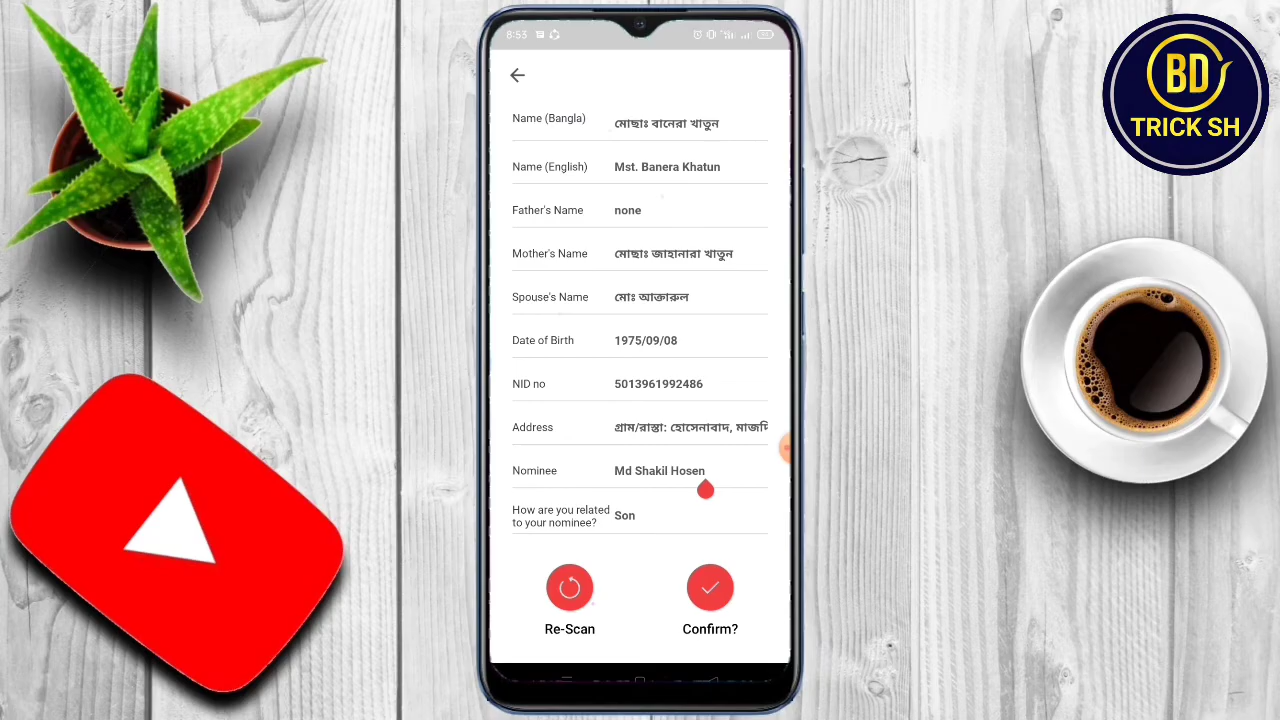 8:53
BD
TRICK SH
Name (Bangla) মোছাঃ বানেরা খাতুন
Name (English) Mst. Banera Khatun
Father's Name none
Mother's Name মোছাঃ জাহানারা খাতুন
Spouse's Name মোঃ আক্তারুল
Date of Birth 1975/09/08
NID no 5013961992486
Address গ্রাম/রাস্তা: হোসেনাবাদ,
Nominee Md Shakil Hosen
How are you related
to your nominee? Son
Re-Scan Confirm?